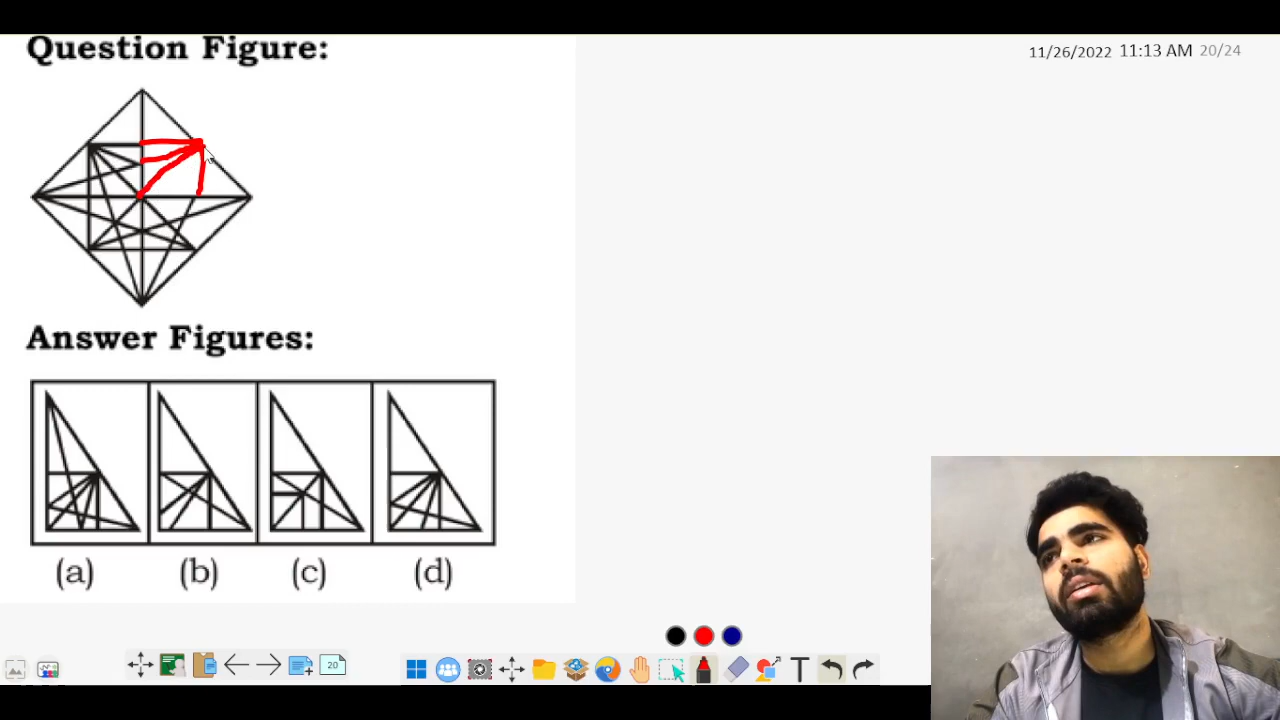 Question Figure:
11/26/2022 11:13 AM 20/24
Answer Figures:
(a) (b) (c) (d)
20